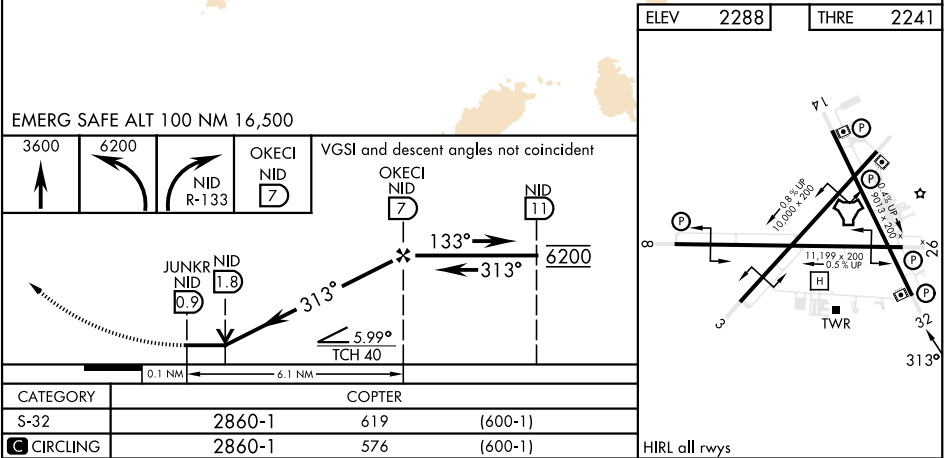 EMERG SAFE ALT 100 NM 16,500
3600
6200
NID
R-133
OKECI
NID
7
VGSI and descent angles not coincident
OKECI
NID
7
NID
11
133°
313°
6200
JUNKR
NID
0.9
NID
1.8
313°
5.99°
TCH 40
0.1 NM
6.1 NM
CATEGORY
COPTER
S-32
2860-1
619
(600-1)
C CIRCLING
2860-1
576
(600-1)
ELEV 2288
THRE 2241
14
P
P
0.8% UP
10,000 x 200
0.4% UP
9013 x 200
P
8
x
x
26
11,199 x 200
0.5% UP
P
H
P
TWR
3
32
313°
HIRL all rwys